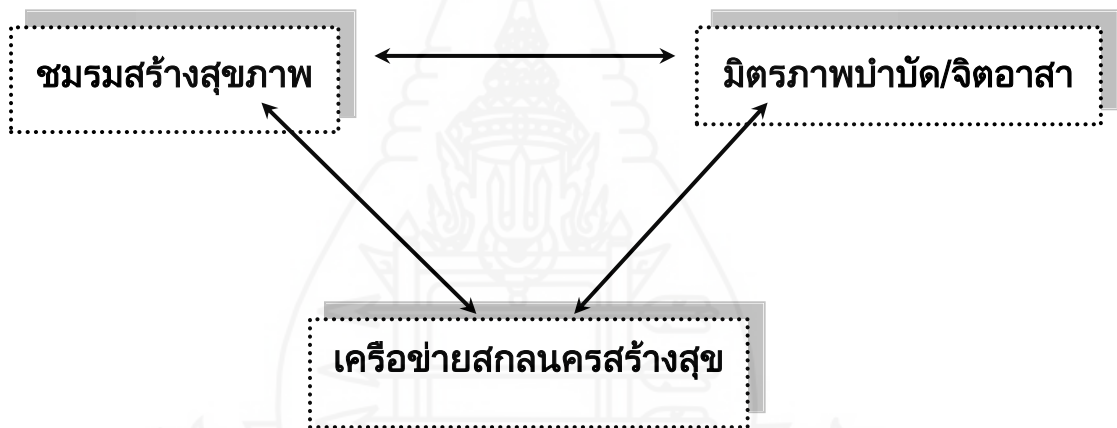 ชมรมสร้างสุขภาพ
มิตรภาพบำบัด/จิตอาสา
เครือข่ายสกลนครสร้างสุข